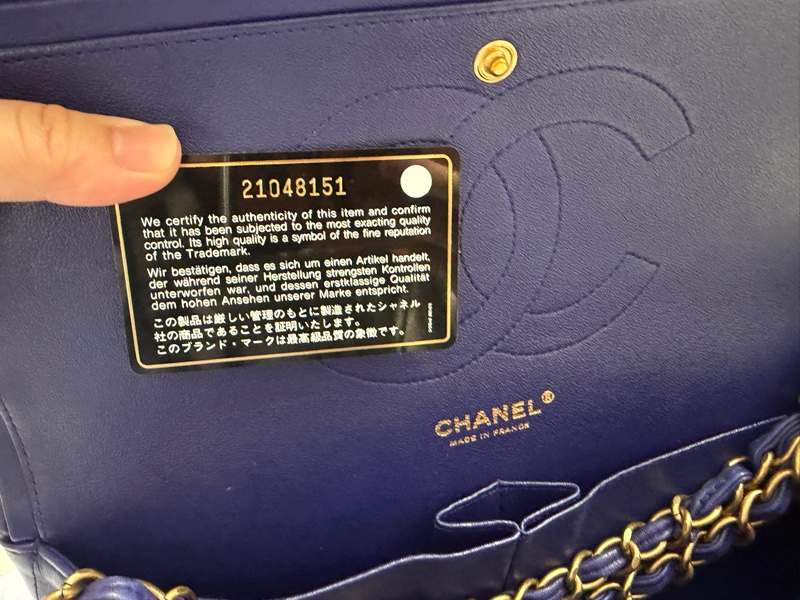 21048151
We certify the authenticity of this item and confirm
that it has been subjected to the most exacting quality
control. Its high quality is a symbol of the fine reputation
of the Trademark.
Wir bestätigen, dass es sich um einen Artikel handelt,
der während seiner Herstellung strengsten Kontrollen
unterworfen war, und dessen erstklassige Qualität
dem hohen Ansehen unserer Marke entspricht.
この製品は厳しい管理のもとに製造されたシャネル
社の商品であることを証明いたします。
このブランド・マークは最高級品質の象徴です。
CHANEL®
MADE IN FRANCE